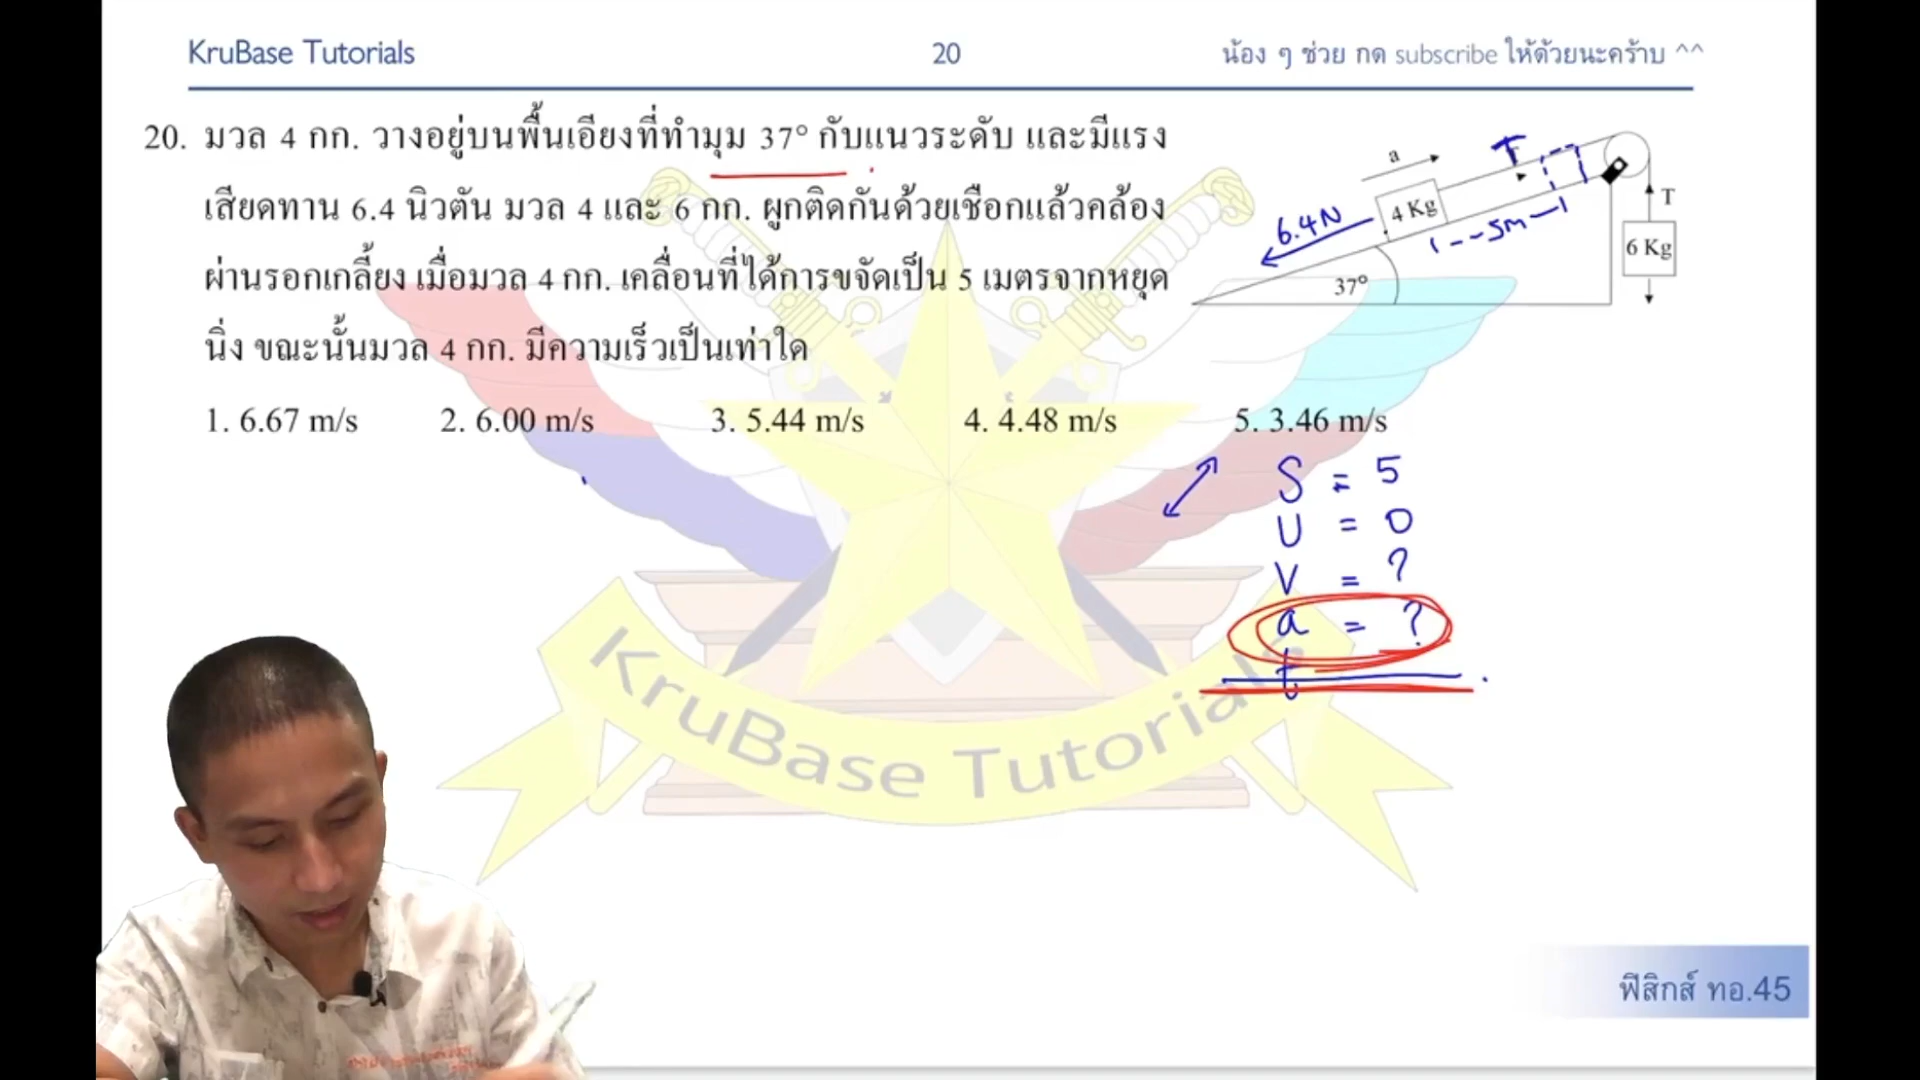 KruBase Tutorials 20 น้อง ๆ ช่วย กด subscribe ให้ด้วยนะคร้าบ ^^
20. มวล 4 กก. วางอยู่บนพื้นเอียงที่ทำมุม 37° กับแนวระดับ และมีแรง
เสียดทาน 6.4 นิวตัน มวล 4 และ 6 กก. ผูกติดกันด้วยเชือกแล้วคล้อง
ผ่านรอกเกลี้ยง เมื่อมวล 4 กก. เคลื่อนที่ได้การขจัดเป็น 5 เมตรจากหยุด
นิ่ง ขณะนั้นมวล 4 กก. มีความเร็วเป็นเท่าใด
a
T
T
4 Kg
6.4N
5m
6 Kg
37°
1. 6.67 m/s 2. 6.00 m/s 3. 5.44 m/s 4. 4.48 m/s 5. 3.46 m/s
S = 5
U = 0
V = ?
a = ?
t
KruBase Tutorials
ฟิสิกส์ ทอ.45